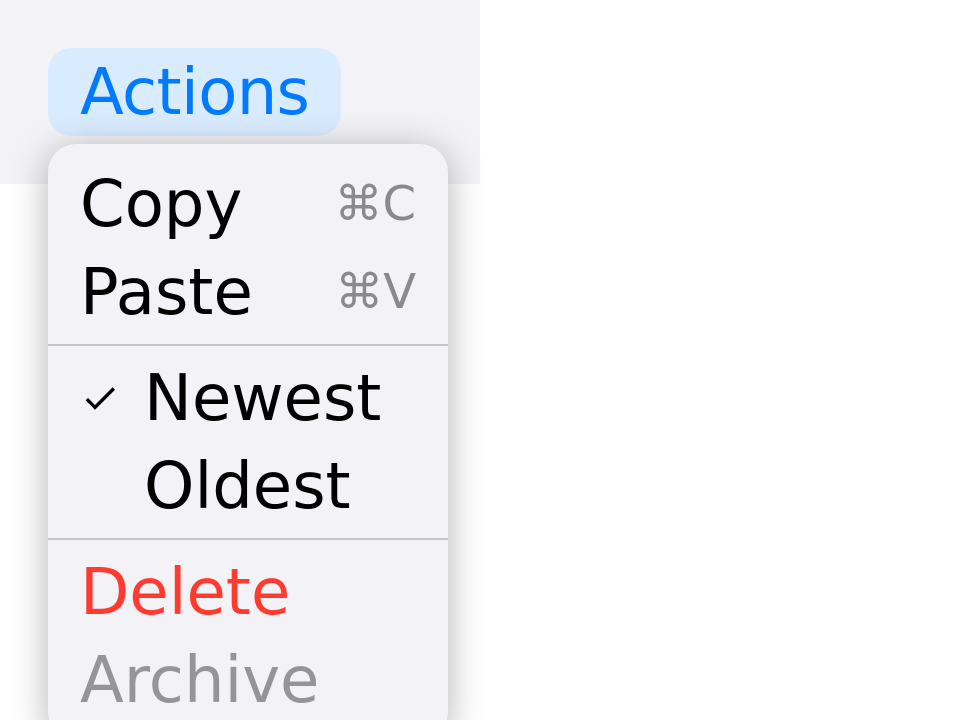 Actions
Copy ⌘C
Paste ⌘V
✓ Newest
Oldest
Delete
Archive